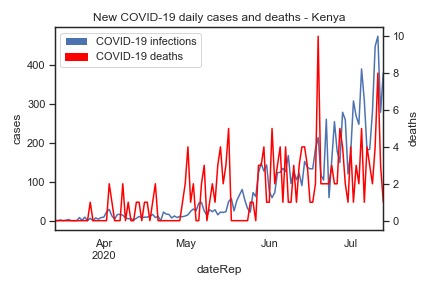 New COVID-19 daily cases and deaths - Kenya
COVID-19 infections
COVID-19 deaths
cases
400
300
200
100
0
deaths
10
8
6
4
2
0
Apr
2020
May
Jun
Jul
dateRep